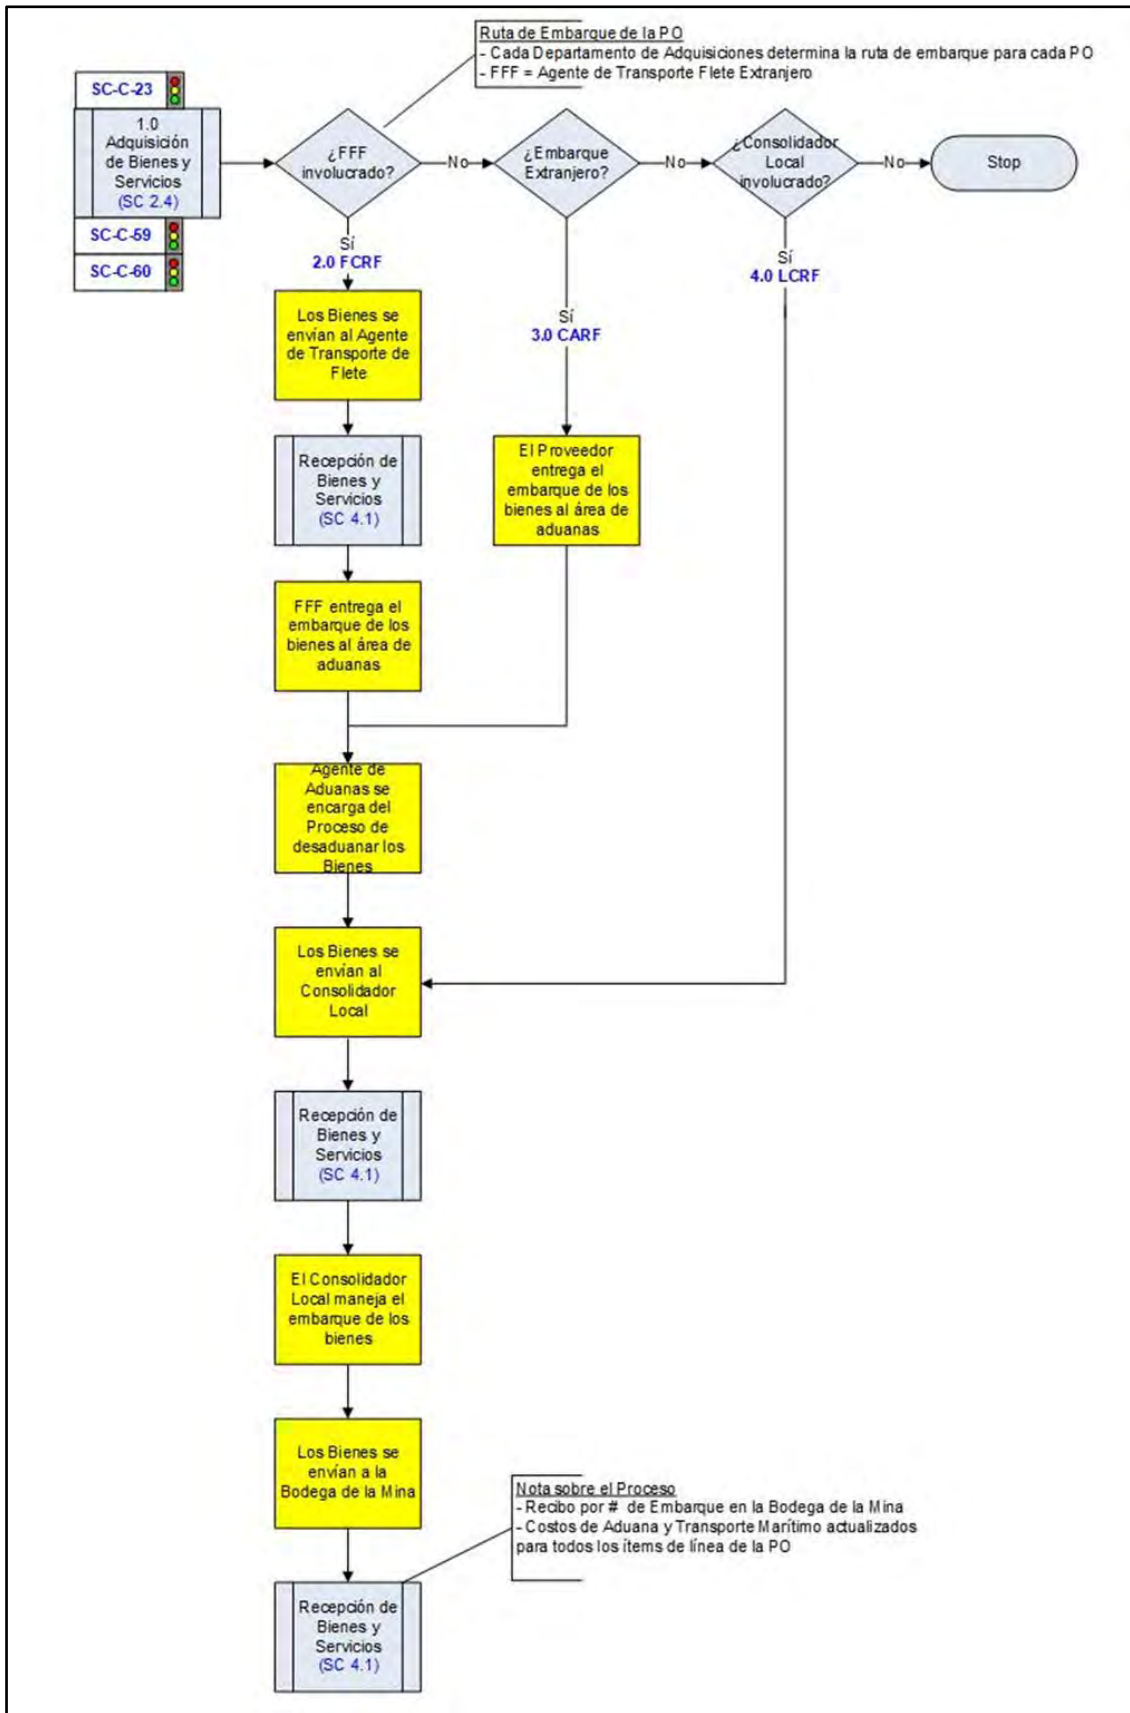 Ruta de Embarque de la PO
- Cada Departamento de Adquisiciones determina la ruta de embarque para cada PO
- FFF = Agente de Transporte Flete Extranjero
SC-C-23
1.0
Adquisición
de Bienes y
Servicios
(SC 2.4)
SC-C-59
SC-C-60
¿FFF
involucrado?
No
¿Embarque
Extranjero?
No
¿Consolidador
Local
involucrado?
No
Stop
Sí
2.0 FCRF
Sí
3.0 CARF
Sí
4.0 LCRF
Los Bienes se
envían al Agente
de Transporte de
Flete
Recepción de
Bienes y
Servicios
(SC 4.1)
El Proveedor
entrega el
embarque de los
bienes al área de
aduanas
FFF entrega el
embarque de los
bienes al área de
aduanas
Agente de
Aduanas se
encarga del
Proceso de
desaduanar los
Bienes
Los Bienes se
envían al
Consolidador
Local
Recepción de
Bienes y
Servicios
(SC 4.1)
El Consolidador
Local maneja el
embarque de los
bienes
Los Bienes se
envían a la
Bodega de la Mina
Nota sobre el Proceso
- Recibo por # de Embarque en la Bodega de la Mina
- Costos de Aduana y Transporte Marítimo actualizados
para todos los ítems de línea de la PO
Recepción de
Bienes y
Servicios
(SC 4.1)